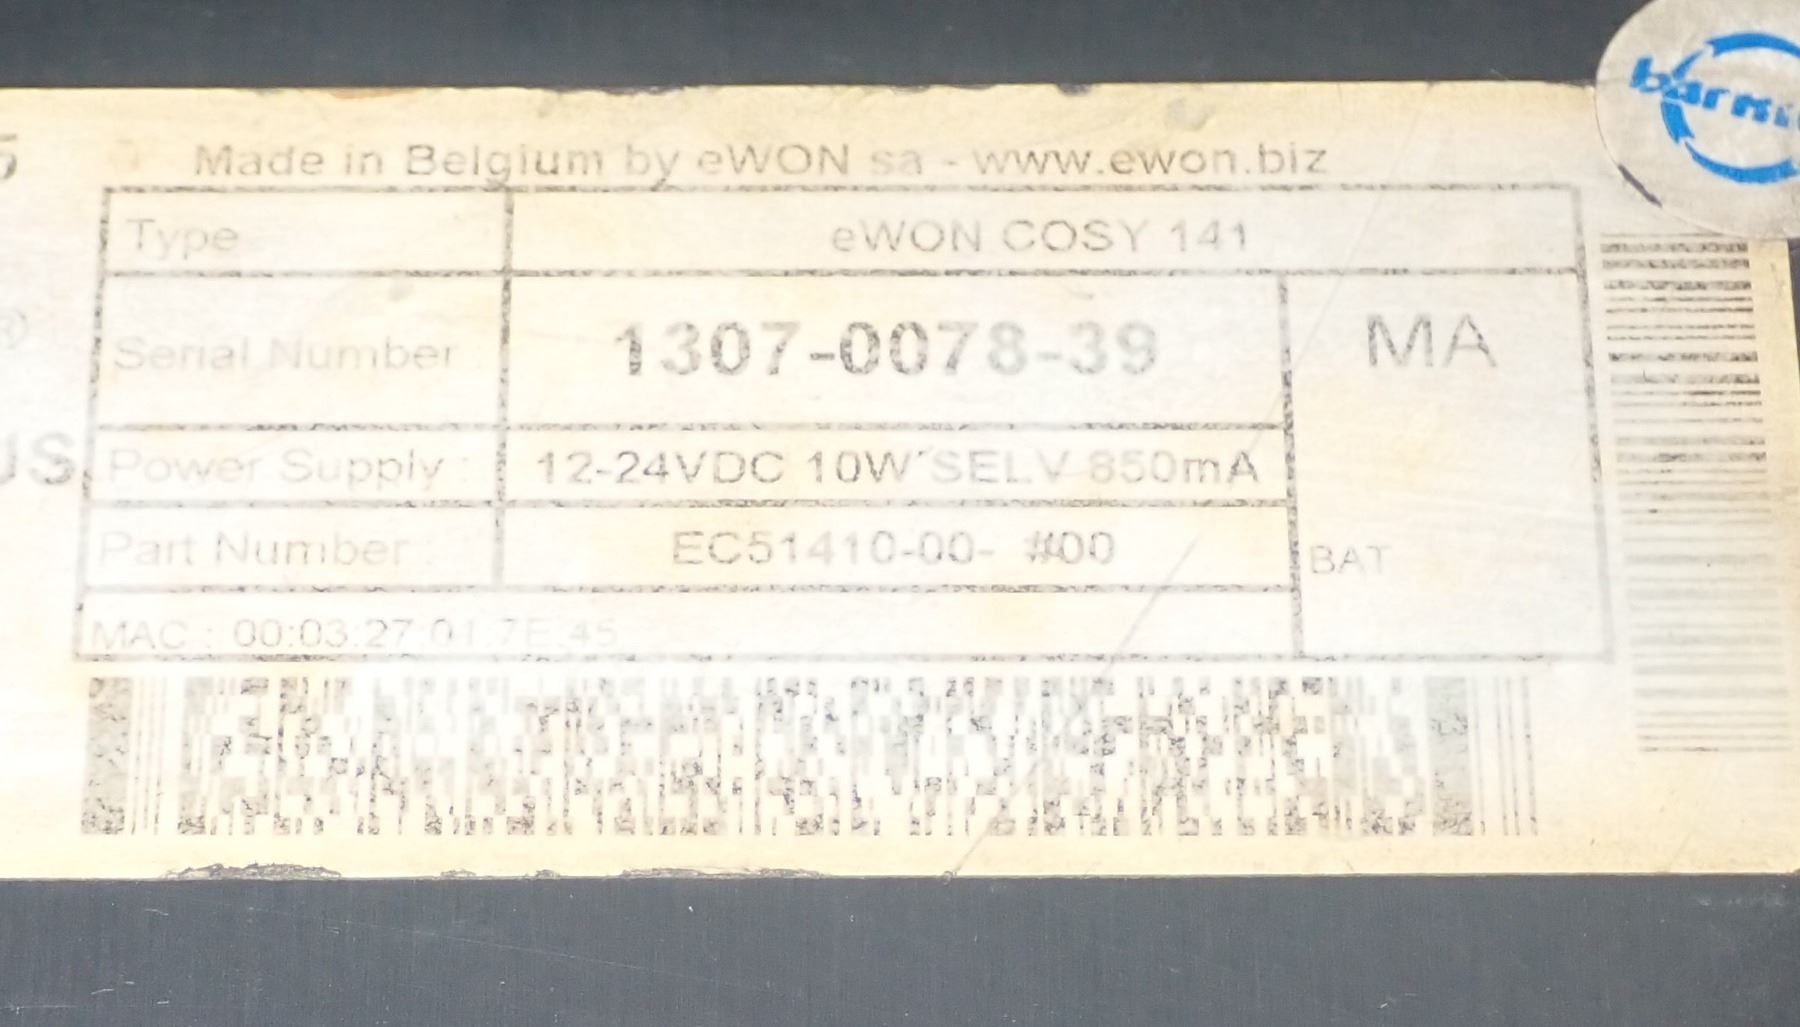 Made in Belgium by eWON sa - www.ewon.biz
Type
eWON COSY 141
Serial Number :
1307-0078-39
MA
Power Supply :
12-24VDC 10W SELV 850mA
Part Number :
EC51410-00- #00
BAT
MAC : 00:03:27:01:7E:45
US
5
®